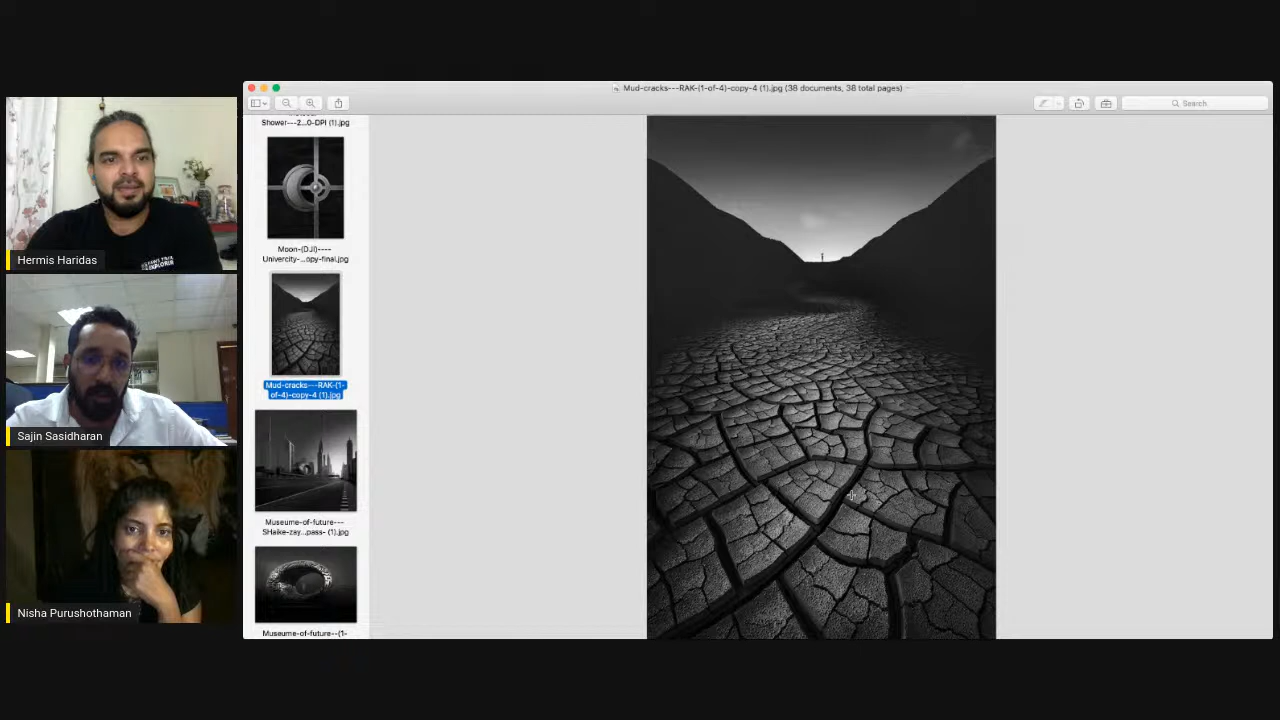 Mud-cracks---RAK-(1-of-4)-copy-4 (1).jpg (38 documents, 38 total pages)
Search
Shower---2...0-DPI (1).jpg
Moon-(DJI)----
Univercity-...opy-final.jpg
Mud-cracks---RAK-(1-
of-4)-copy-4 (1).jpg
Museume-of-future---
SHaike-zay...pass- (1).jpg
Museume-of-future--(1-
Hermis Haridas
Sajin Sasidharan
Nisha Purushothaman